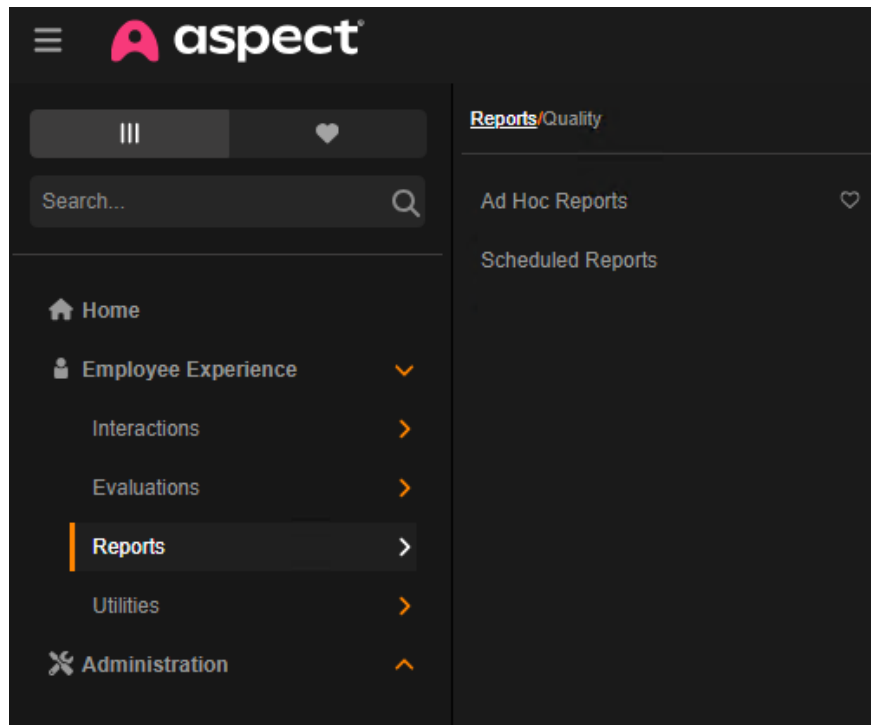 aspect
Search...
Home
Employee Experience
Interactions
Evaluations
Reports
Utilities
Administration
Reports/Quality
Ad Hoc Reports
Scheduled Reports